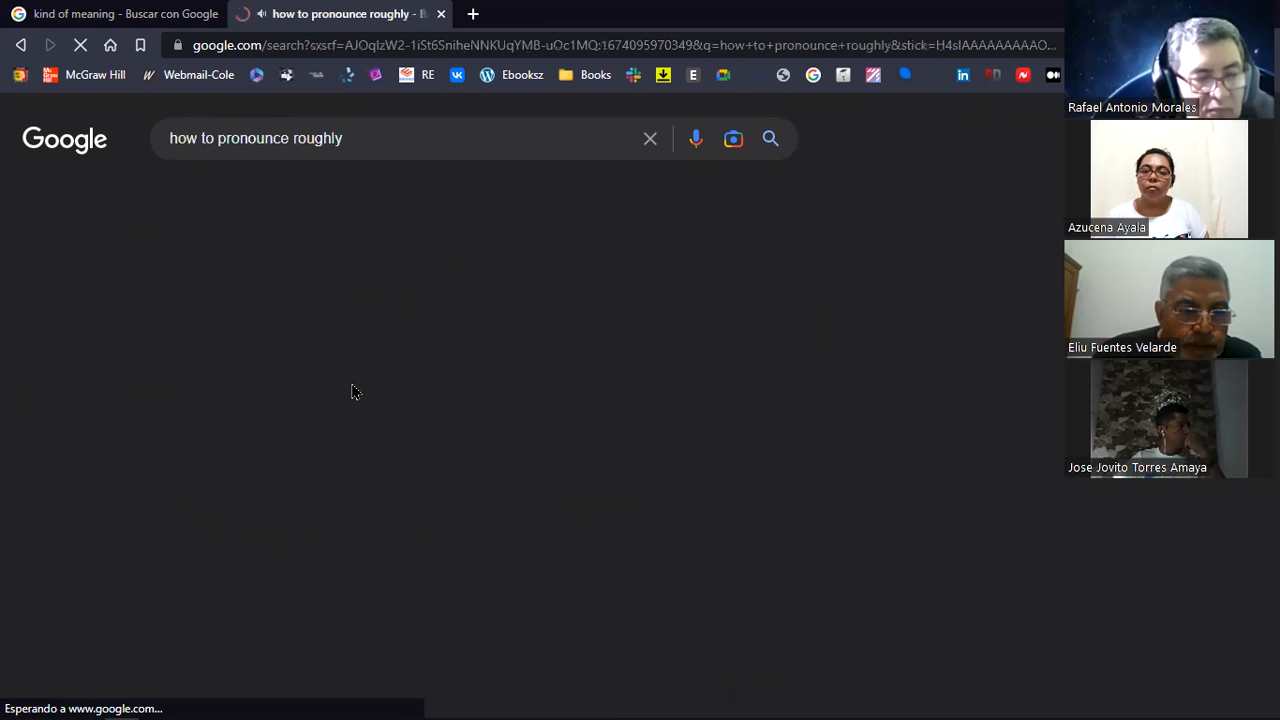 kind of meaning - Buscar con Google
how to pronounce roughly -
google.com/search?sxsrf=AJOqlzW2-1iSt6SniheNNKUqYMB-uOc1MQ:1674095970349&q=how+to+pronounce+roughly&stick=H4sIAAAAAAAAAO...
McGraw Hill
Webmail-Cole
RE
Ebooksz
Books
Google
how to pronounce roughly
Rafael Antonio Morales
Azucena Ayala
Eliu Fuentes Velarde
Jose Jovito Torres Amaya
Esperando a www.google.com...